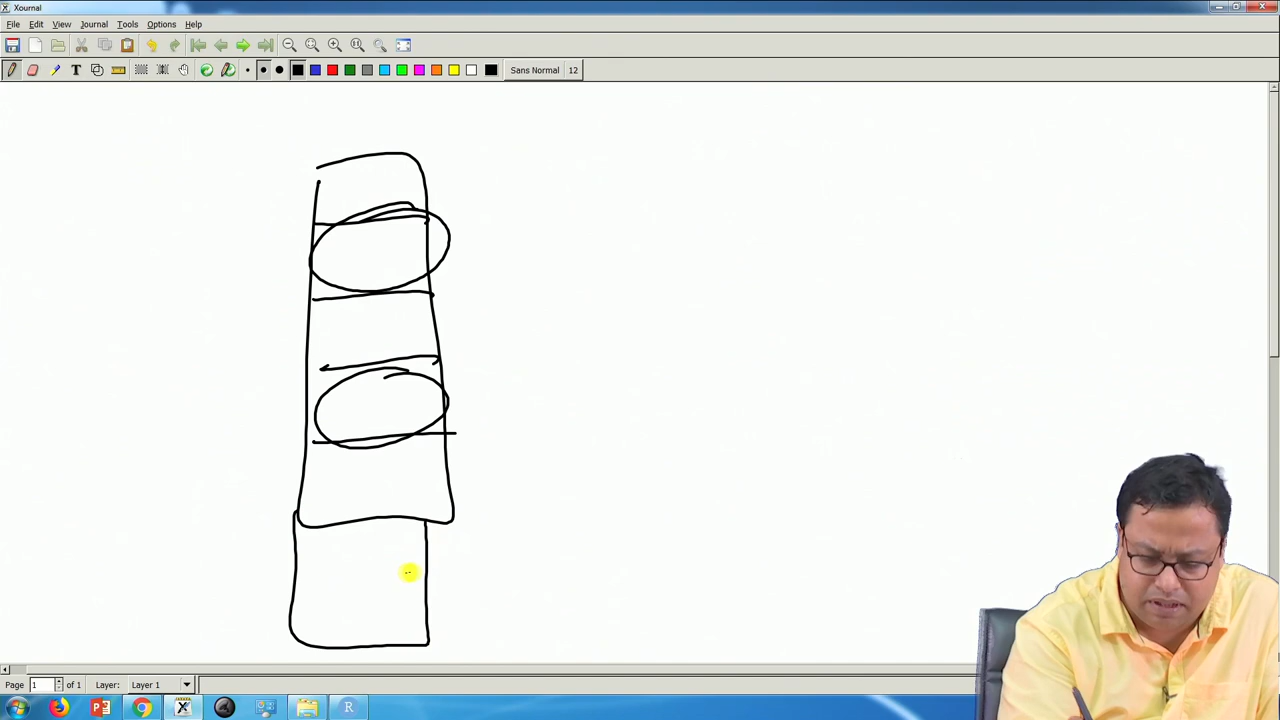 Xournal
File Edit View Journal Tools Options Help
T Sans Normal 12
Page 1 of 1 Layer: Layer 1
R